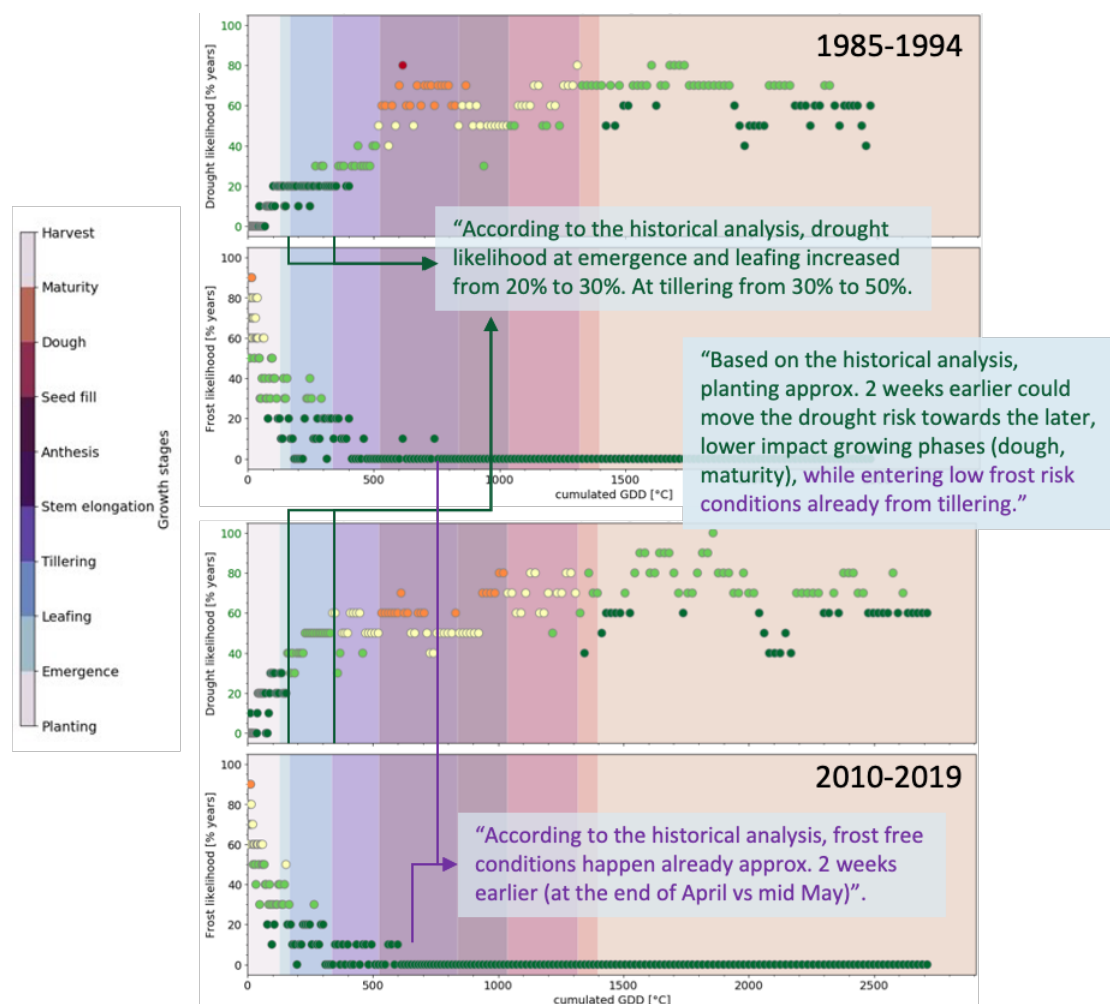 1985-1994
Drought likelihood [% years]
100
80
60
40
20
0
“According to the historical analysis, drought
likelihood at emergence and leafing increased
from 20% to 30%. At tillering from 30% to 50%.
Harvest
Maturity
Dough
Seed fill
Anthesis
Stem elongation
Tillering
Leafing
Emergence
Planting
Growth stages
Frost likelihood [% years]
100
80
60
40
20
0
0
500
1000
1500
cumulated GDD [°C]
“Based on the historical analysis,
planting approx. 2 weeks earlier could
move the drought risk towards the later,
lower impact growing phases (dough,
maturity), while entering low frost risk
conditions already from tillering.”
Drought likelihood [% years]
100
80
60
40
20
0
2010-2019
Frost likelihood [% years]
100
80
60
40
20
0
“According to the historical analysis, frost free
conditions happen already approx. 2 weeks
earlier (at the end of April vs mid May)”.
0
500
1000
1500
2000
2500
cumulated GDD [°C]